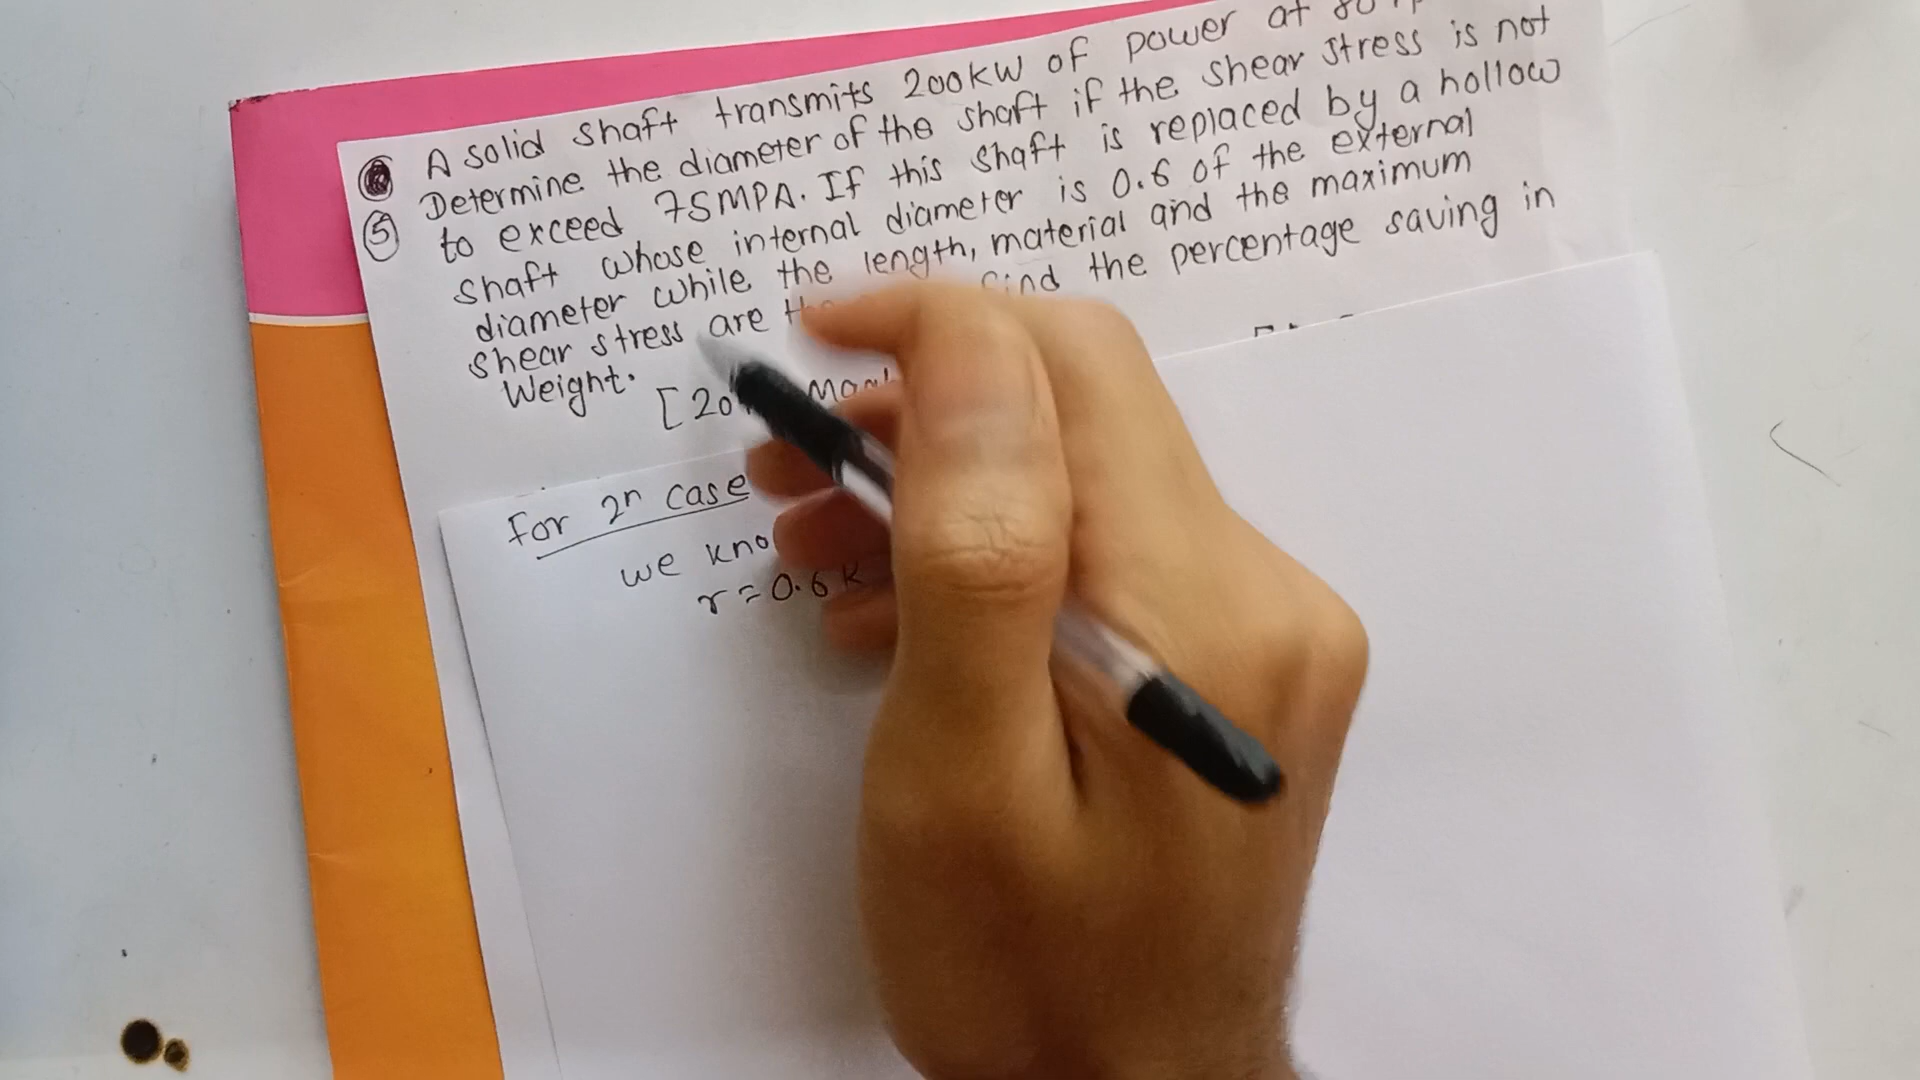 A solid shaft transmits 200kW of power at 80
Determine the diameter of the shaft if the shear stress is not
⑤ to exceed 75MPA. If this shaft is replaced by a hollow
shaft whose internal diameter is 0.6 of the external
diameter while the length, material and the maximum
shear stress are find the percentage saving in
Weight.
For 2n case
we
r = 0.6 R